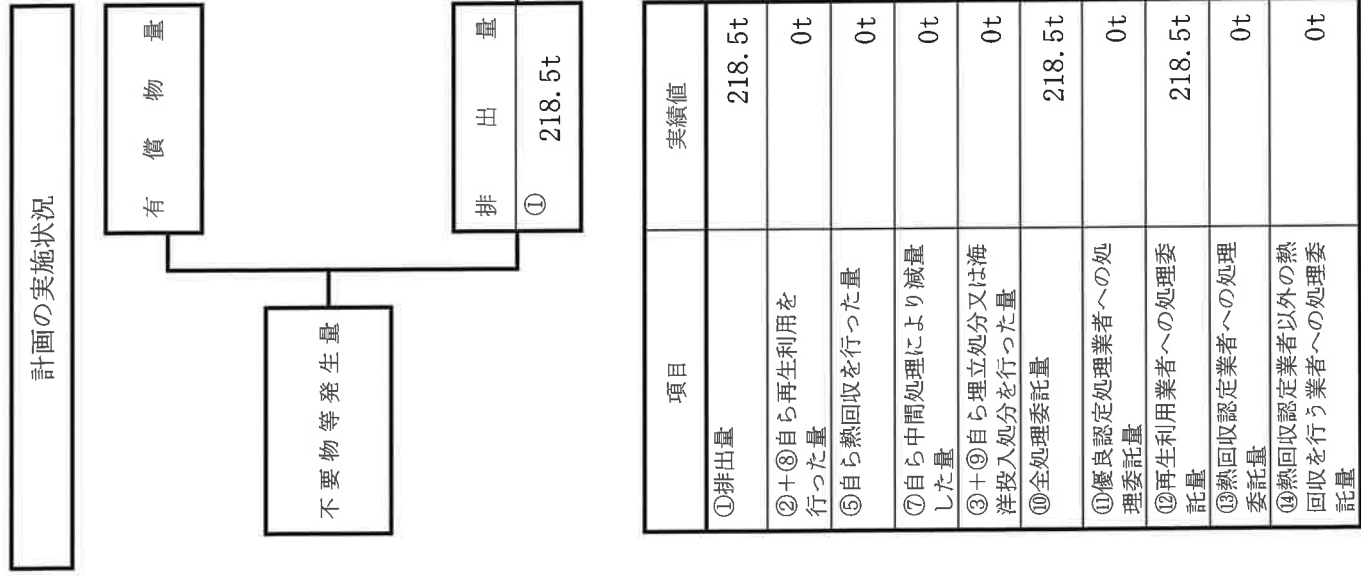 計画の実施状況
有償物量
不要物等発生量
排出量
① 218.5t
項目 実績値
①排出量 218.5t
②+⑧自ら再生利用を
行った量 0t
⑤自ら熱回収を行った量 0t
⑦自ら中間処理により減量
した量 0t
③+⑨自ら埋立処分又は海
洋投入処分を行った量 0t
⑩全処理委託量 218.5t
⑪優良認定処理業者への処
理委託量 0t
⑫再生利用業者への処理委
託量 218.5t
⑬熱回収認定業者への処理
委託量 0t
⑭熱回収認定業者以外の熱
回収を行う業者への処理委
託量 0t